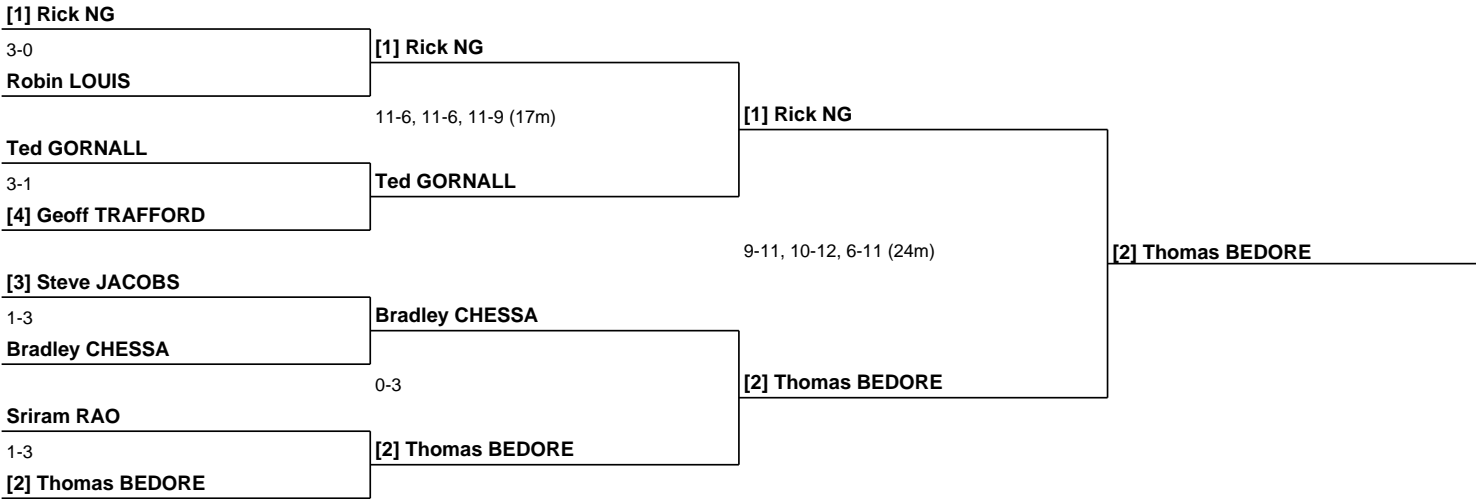 [1] Rick NG
3-0
Robin LOUIS
Ted GORNALL
3-1
[4] Geoff TRAFFORD
[3] Steve JACOBS
1-3
Bradley CHESSA
Sriram RAO
1-3
[2] Thomas BEDORE
[1] Rick NG
11-6, 11-6, 11-9 (17m)
Ted GORNALL
Bradley CHESSA
0-3
[2] Thomas BEDORE
[1] Rick NG
9-11, 10-12, 6-11 (24m)
[2] Thomas BEDORE
[2] Thomas BEDORE